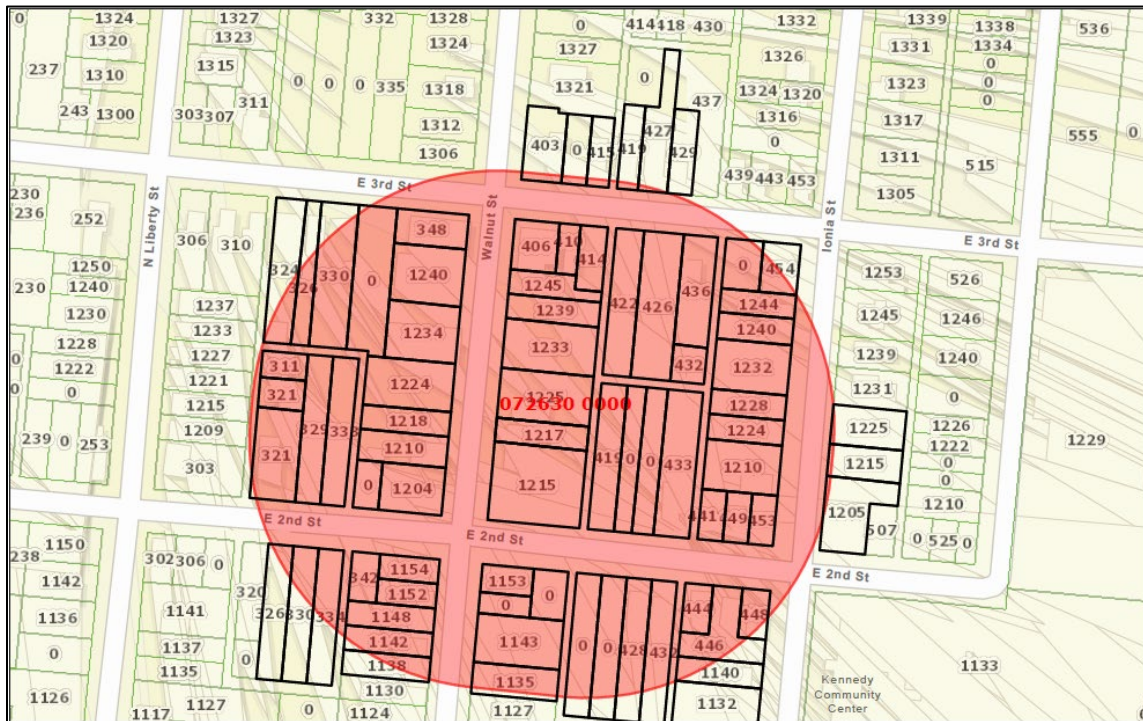 0 1324 1327 332 1328 0 414 418 430 1332 1339 1338 536
1320 1323 1324 1327 1326 1331 1334
237 1310 1315 0 0 0 335 1318 1321 0 437 1324 1320 1323 0 0 0 555 0
243 1300 303 307 311 1312 1306 403 0 415 419 427 429 1316 0 1317
439 443 453 1311 515 1305
E 3rd St
N Liberty St
Walnut St
Ionia St
E 3rd St
230 236 252 306 310 324 326 330 0 348 406 410 414 422 426 436 0 454 1253 526
1250 1240 1245 1244
230 1240 1237 1239 1240 1245 1246
1230 1233 1234 1233 432 1232 1239 1240
0 1228 1227 311 1231 0
0 1222 0 1221 321 1224 1225 1228 1225 1226
072630 0000
1215 329 333 1218 1217 419 0 0 433 1224 1222
239 0 253 1209 321 1210 1210 1215 0 0 1229
303 0 1204 1215 441 449 453 1205 507 1210
0 525 0
E 2nd St
E 2nd St
E 2nd St
238 1150 302 306 0 320 326 330 334 342 1154 1153 0 0 0 428 432 444 448
1142 1152 0
1136 1141 1148 1143 446
0 1137 1142 1140 1133
1135 0 1138 1135
1126 1117 1127 0 1130 1124 1127 1132
Kennedy
Community
Center